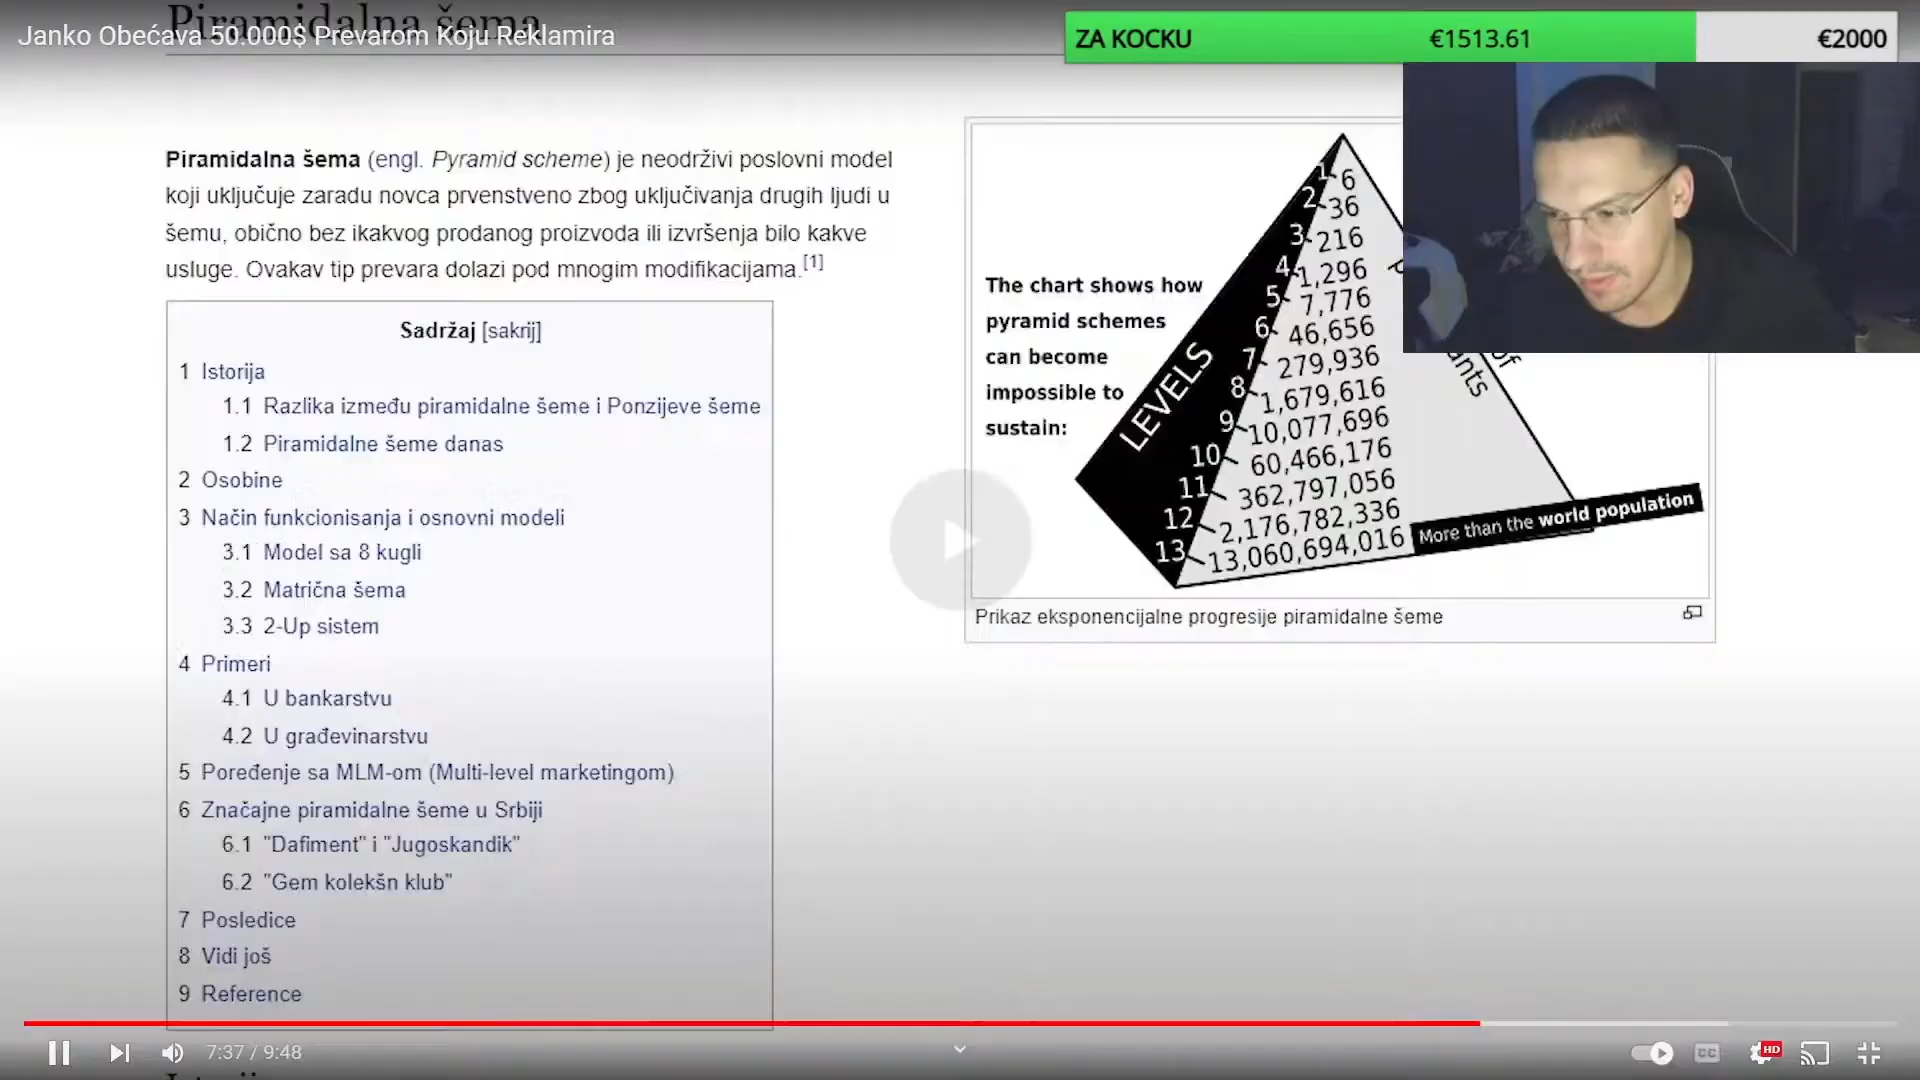 Piramidalna šema
Janko Obećava 50.000$ Prevarom Koju Reklamira
ZA KOCKU €1513.61 €2000
Piramidalna šema (engl. Pyramid scheme) je neodrživi poslovni model
koji uključuje zaradu novca prvenstveno zbog uključivanja drugih ljudi u
šemu, obično bez ikakvog prodanog proizvoda ili izvršenja bilo kakve
usluge. Ovakav tip prevara dolazi pod mnogim modifikacijama.[1]
Sadržaj [sakrij]
1 Istorija
1.1 Razlika između piramidalne šeme i Ponzijeve šeme
1.2 Piramidalne šeme danas
2 Osobine
3 Način funkcionisanja i osnovni modeli
3.1 Model sa 8 kugli
3.2 Matrična šema
3.3 2-Up sistem
4 Primeri
4.1 U bankarstvu
4.2 U građevinarstvu
5 Poređenje sa MLM-om (Multi-level marketingom)
6 Značajne piramidalne šeme u Srbiji
6.1 "Dafiment" i "Jugoskandik"
6.2 "Gem kolekšn klub"
7 Posledice
8 Vidi još
9 Reference
The chart shows how
pyramid schemes
can become
impossible to
sustain:
LEVELS
1 6
2 36
3 216
4 1,296
5 7,776
6 46,656
7 279,936
8 1,679,616
9 10,077,696
10 60,466,176
11 362,797,056
12 2,176,782,336
13 13,060,694,016
of
More than the world population
Prikaz eksponencijalne progresije piramidalne šeme
7:37 / 9:48
CC
HD